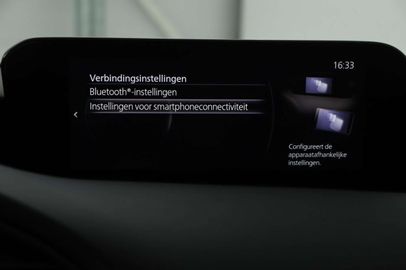 16:33
Verbindingsinstellingen
Bluetooth®-instellingen
Instellingen voor smartphoneconnectiviteit
Configureert de
apparaatafhankelijke
instellingen.